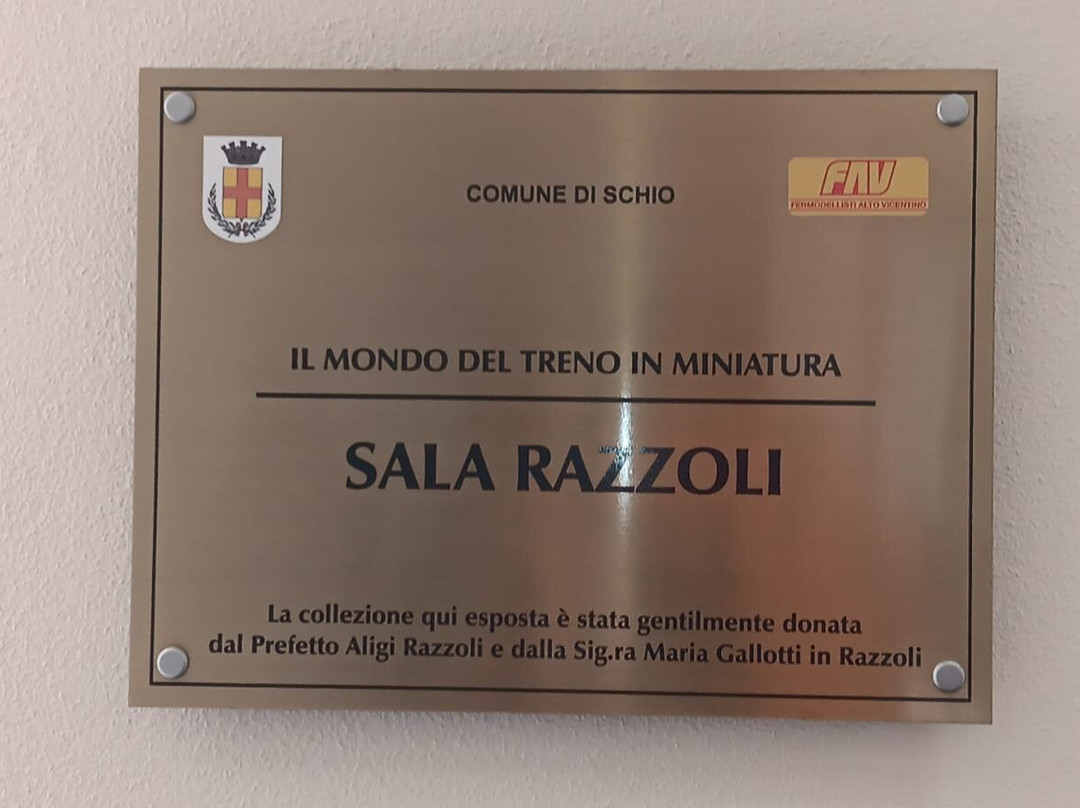 COMUNE DI SCHIO
FAV
FERMODELLISTI ALTO VICENTINO
IL MONDO DEL TRENO IN MINIATURA
SALA RAZZOLI
La collezione qui esposta è stata gentilmente donata
dal Prefetto Aligi Razzoli e dalla Sig.ra Maria Gallotti in Razzoli